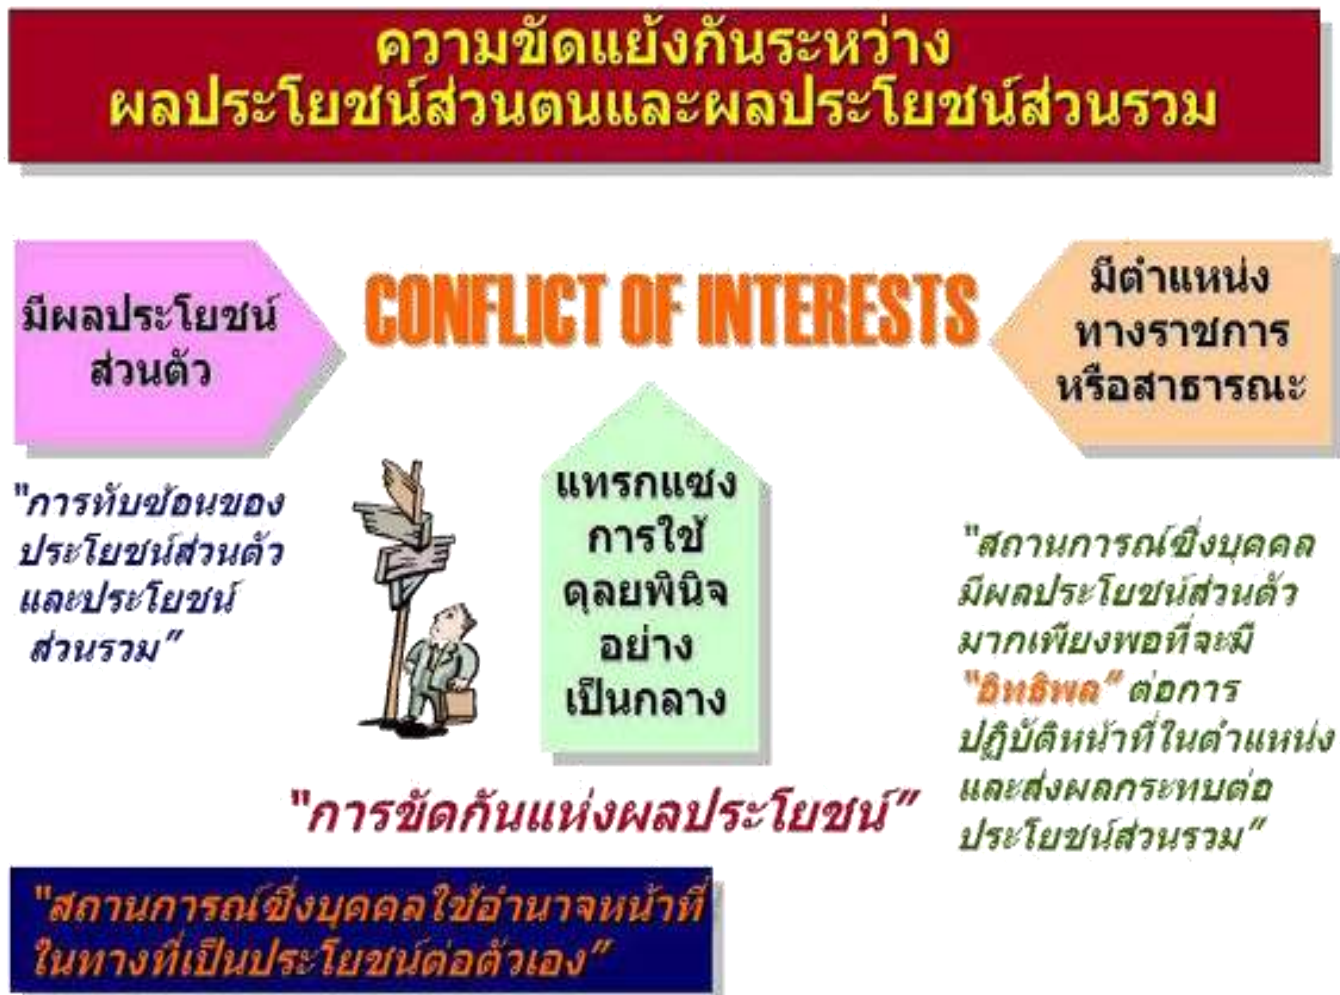 ความขัดแย้งกันระหว่าง
ผลประโยชน์ส่วนตนและผลประโยชน์ส่วนรวม
มีผลประโยชน์
ส่วนตัว
CONFLICT OF INTERESTS
มีตำแหน่ง
ทางราชการ
หรือสาธารณะ
"การทับซ้อนของ
ประโยชน์ส่วนตัว
และประโยชน์
ส่วนรวม"
แทรกแซง
การใช้
ดุลยพินิจ
อย่าง
เป็นกลาง
"สถานการณ์ซึ่งบุคคล
มีผลประโยชน์ส่วนตัว
มากเพียงพอที่จะมี
"อิทธิพล" ต่อการ
ปฏิบัติหน้าที่ในตำแหน่ง
และส่งผลกระทบต่อ
ประโยชน์ส่วนรวม"
"การขัดกันแห่งผลประโยชน์"
"สถานการณ์ซึ่งบุคคลใช้อำนาจหน้าที่
ในทางที่เป็นประโยชน์ต่อตัวเอง"